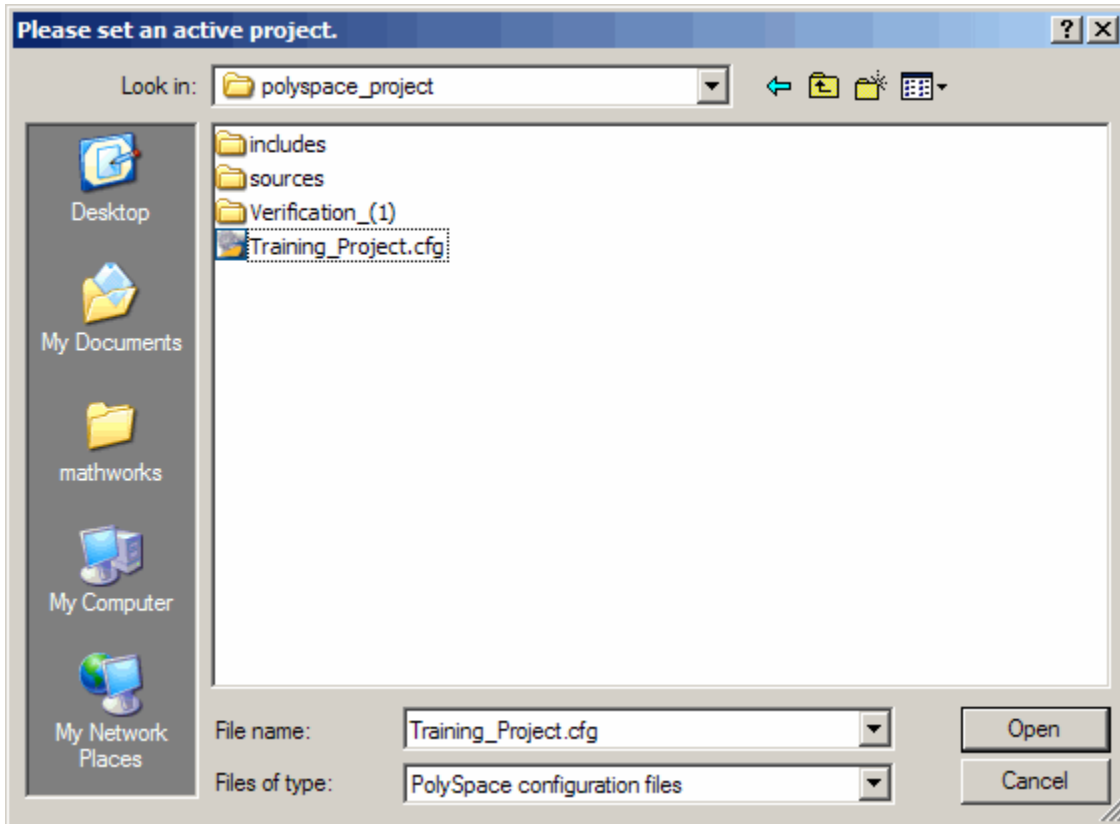 Please set an active project.
Look in: polyspace_project
includes
sources
Verification_(1)
Training_Project.cfg
Desktop
My Documents
mathworks
My Computer
My Network
Places
File name: Training_Project.cfg Open
Files of type: PolySpace configuration files Cancel